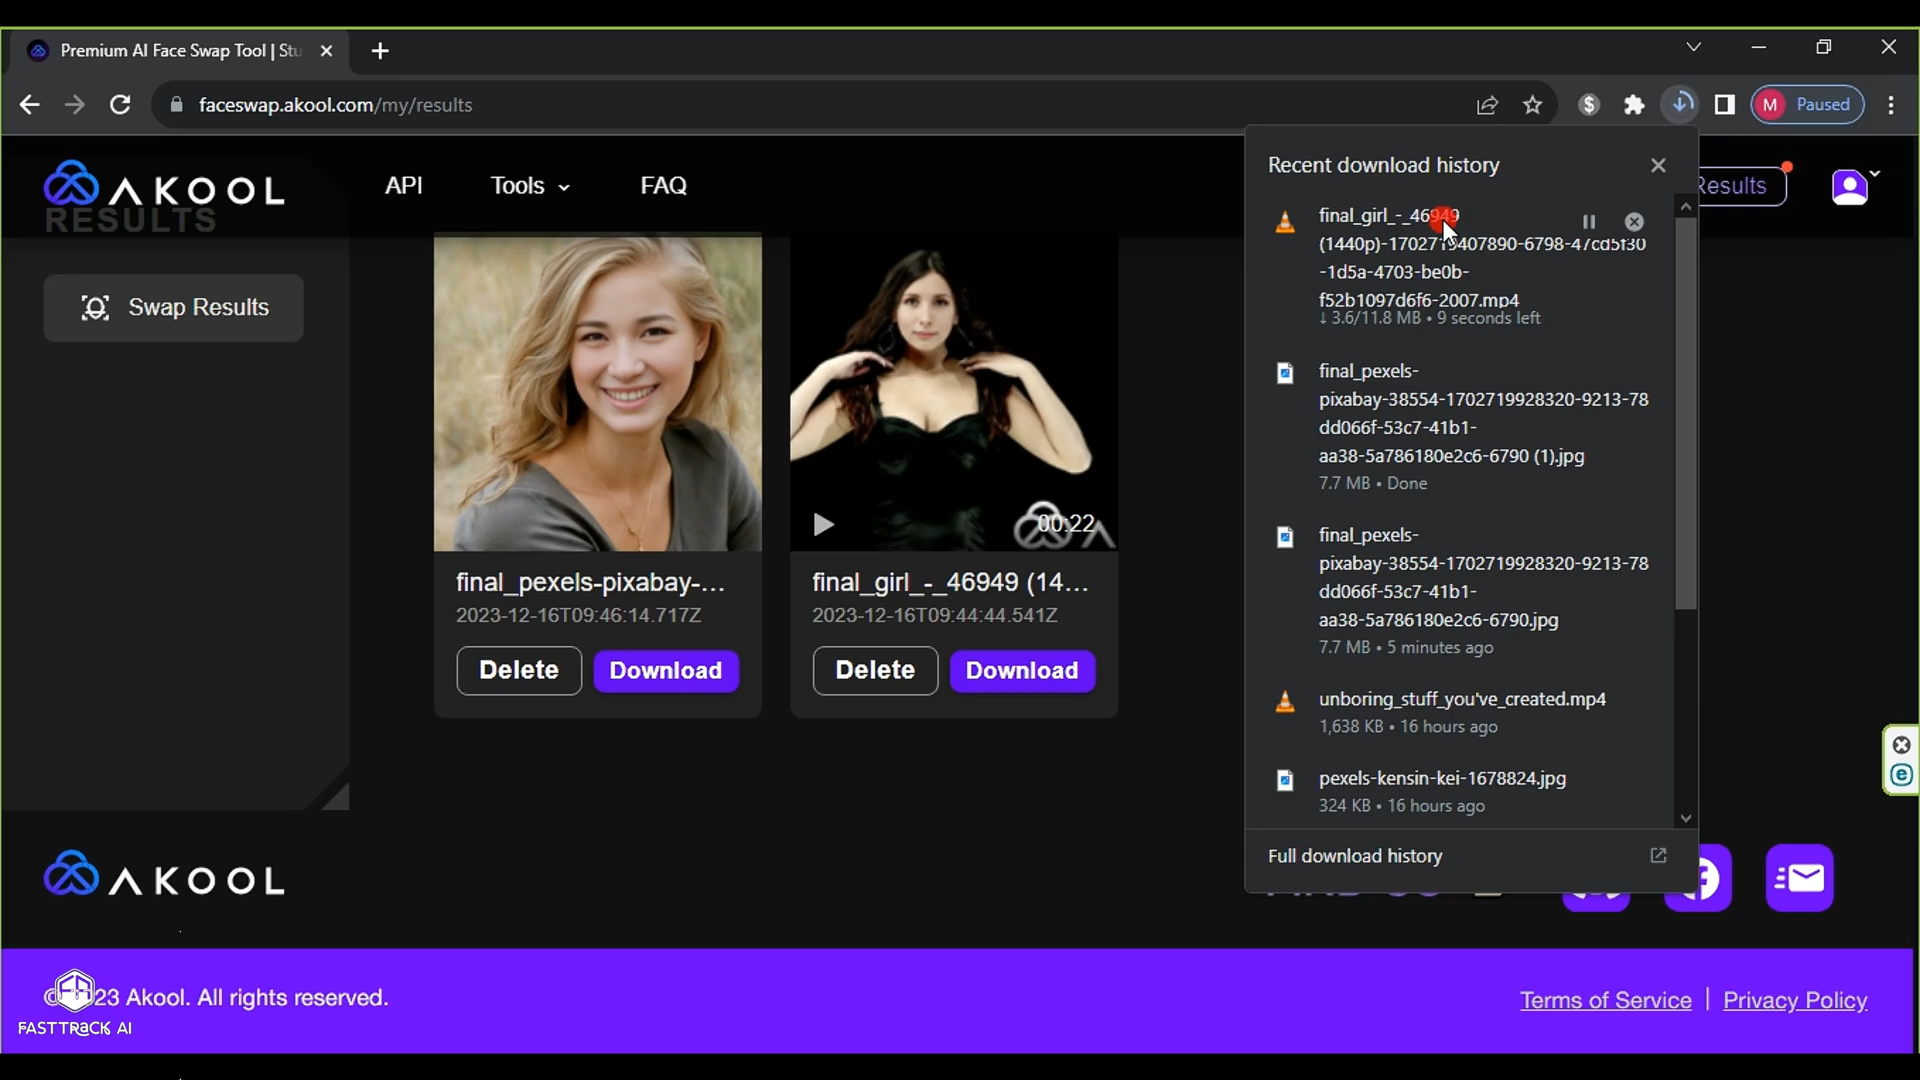 Premium AI Face Swap Tool | Stu
faceswap.akool.com/my/results
M Paused
AKOOL
API
Tools
FAQ
Results
RESULTS
Swap Results
00:22
final_pexels-pixabay-...
2023-12-16T09:46:14.717Z
Delete
Download
final_girl_-_46949 (14...
2023-12-16T09:44:44.541Z
Delete
Download
Recent download history
final_girl_-_46949
(1440p)-1702719407890-6798-47cd5f30
-1d5a-4703-be0b-
f52b1097d6f6-2007.mp4
↓ 3.6/11.8 MB • 9 seconds left
final_pexels-
pixabay-38554-1702719928320-9213-78
dd066f-53c7-41b1-
aa38-5a786180e2c6-6790 (1).jpg
7.7 MB • Done
final_pexels-
pixabay-38554-1702719928320-9213-78
dd066f-53c7-41b1-
aa38-5a786180e2c6-6790.jpg
7.7 MB • 5 minutes ago
unboring_stuff_you've_created.mp4
1,638 KB • 16 hours ago
pexels-kensin-kei-1678824.jpg
324 KB • 16 hours ago
Full download history
AKOOL
23 Akool. All rights reserved.
FASTTRaCK AI
Terms of Service | Privacy Policy